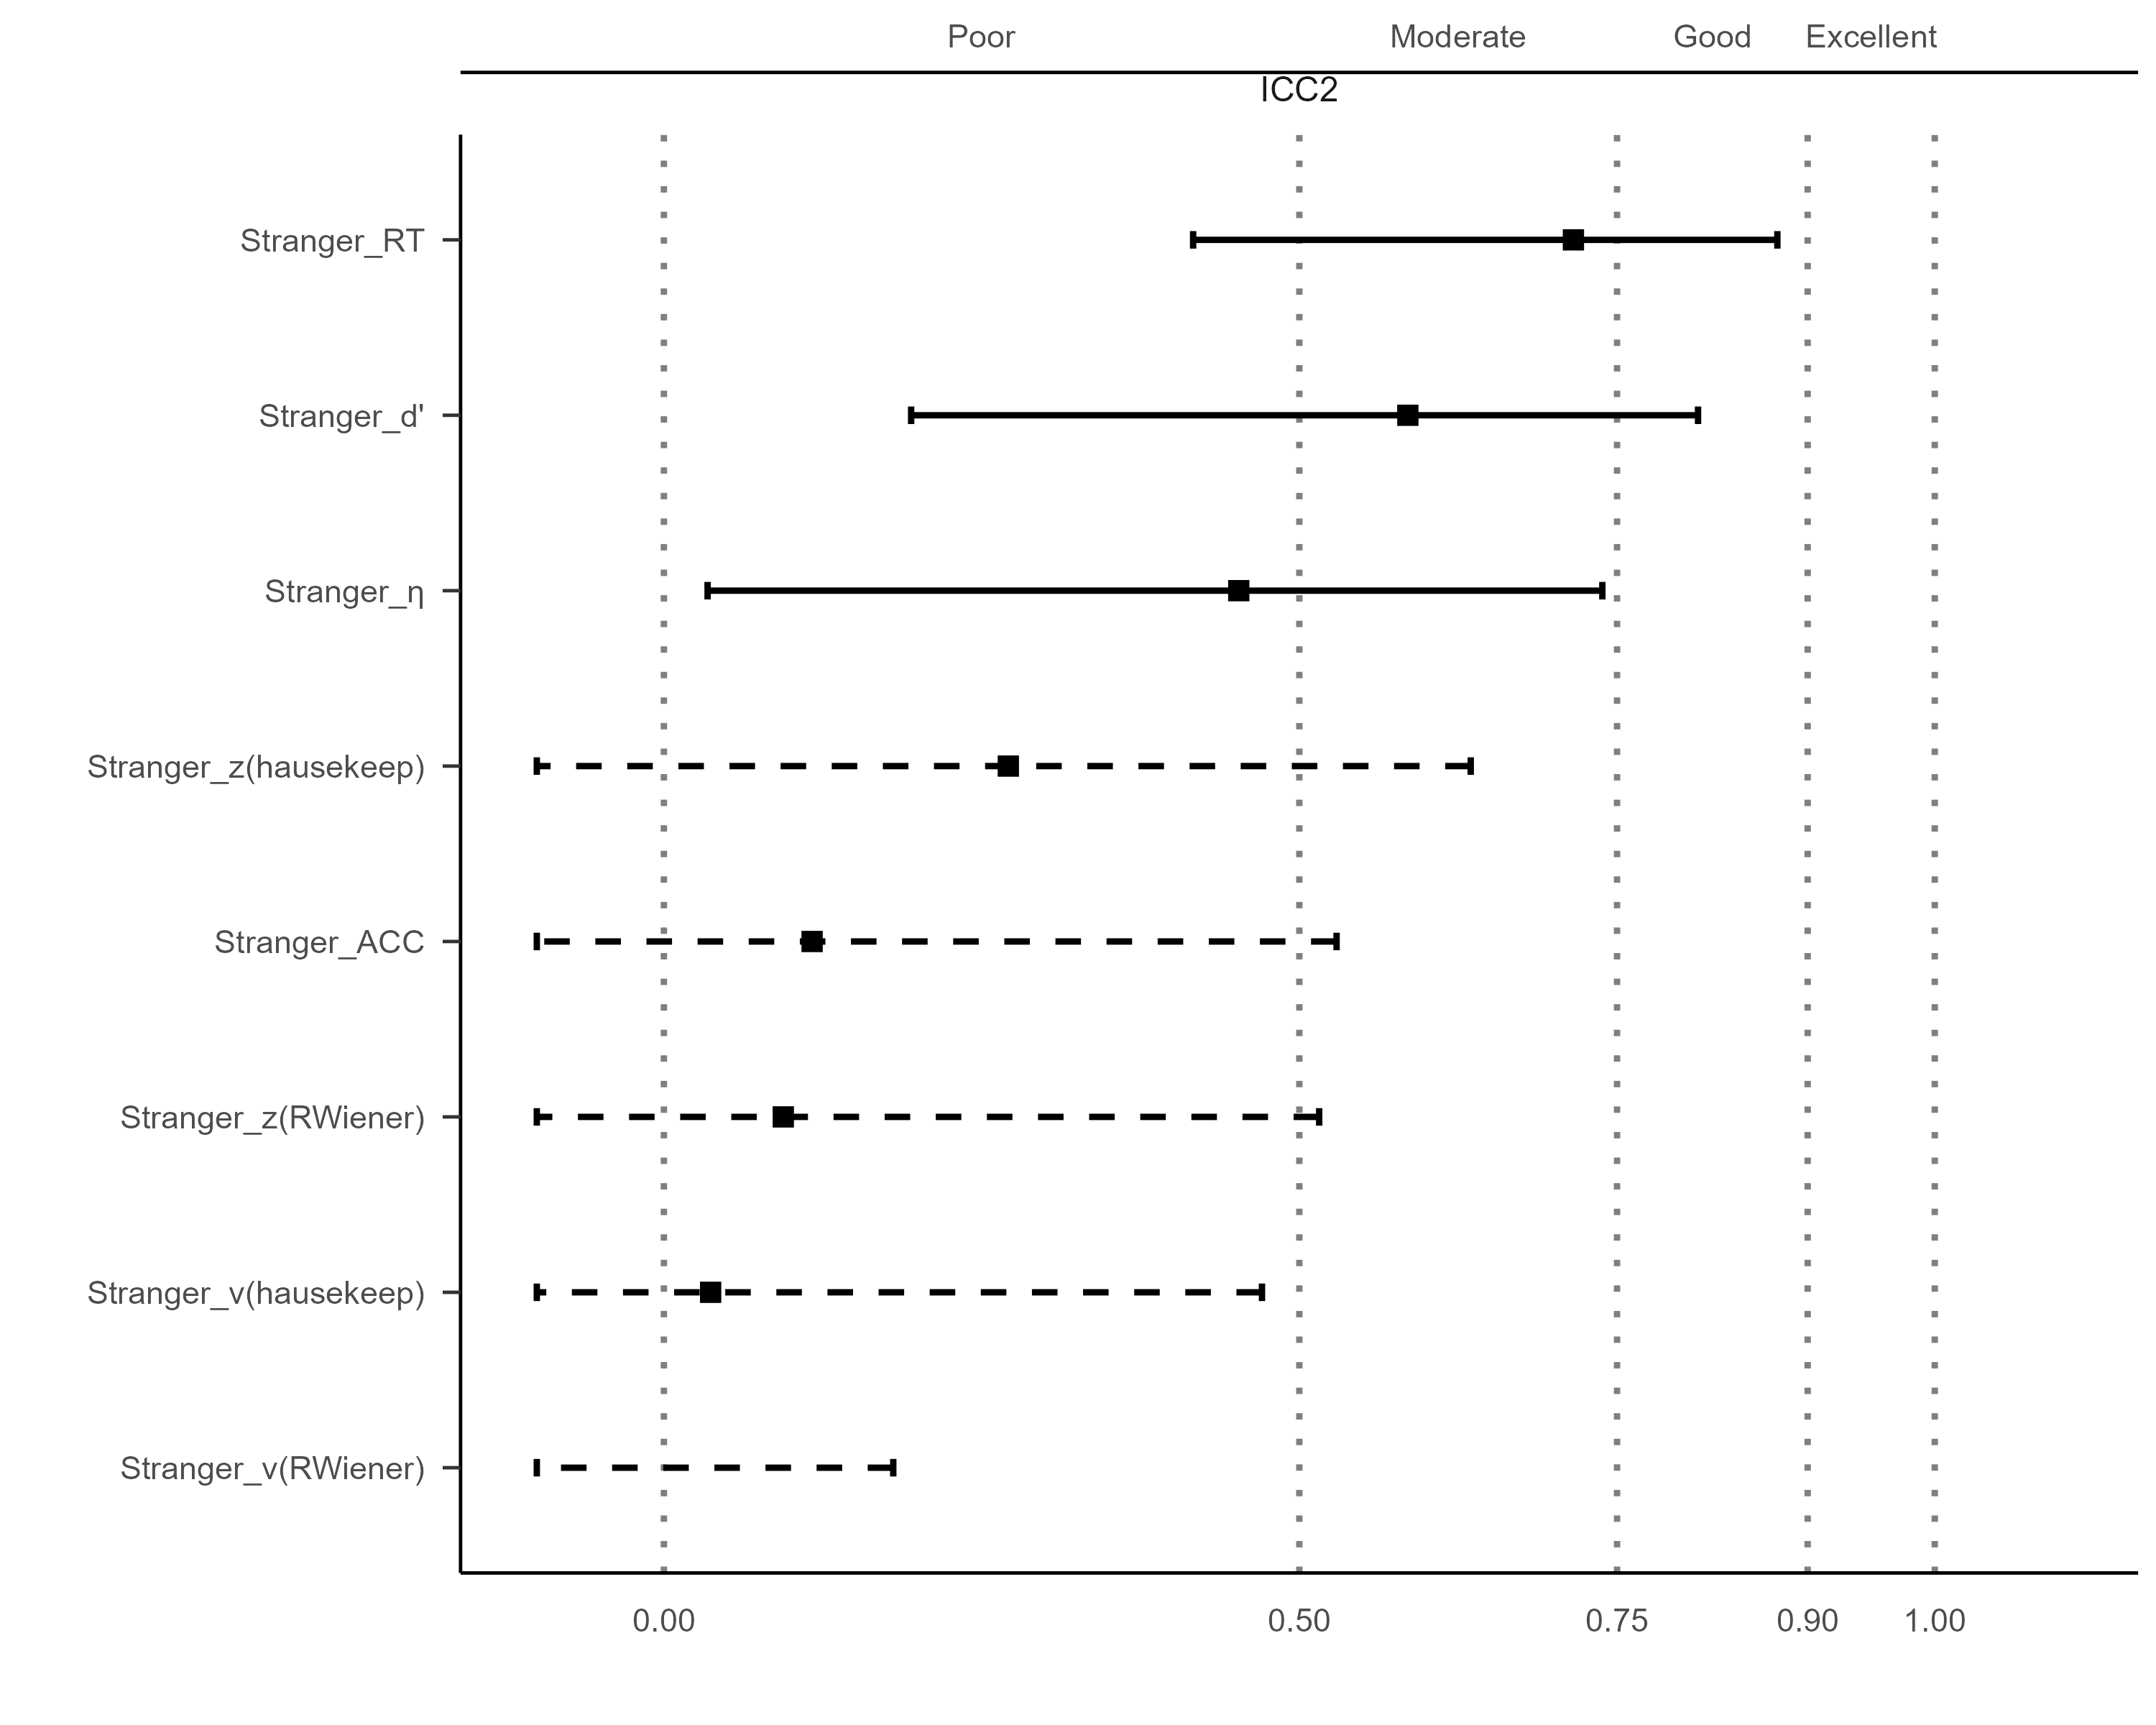 Poor Moderate Good Excellent
ICC2
Stranger_RT
Stranger_d'
Stranger_η
Stranger_z(hausekeep)
Stranger_ACC
Stranger_z(RWiener)
Stranger_v(hausekeep)
Stranger_v(RWiener)
0.00 0.50 0.75 0.90 1.00